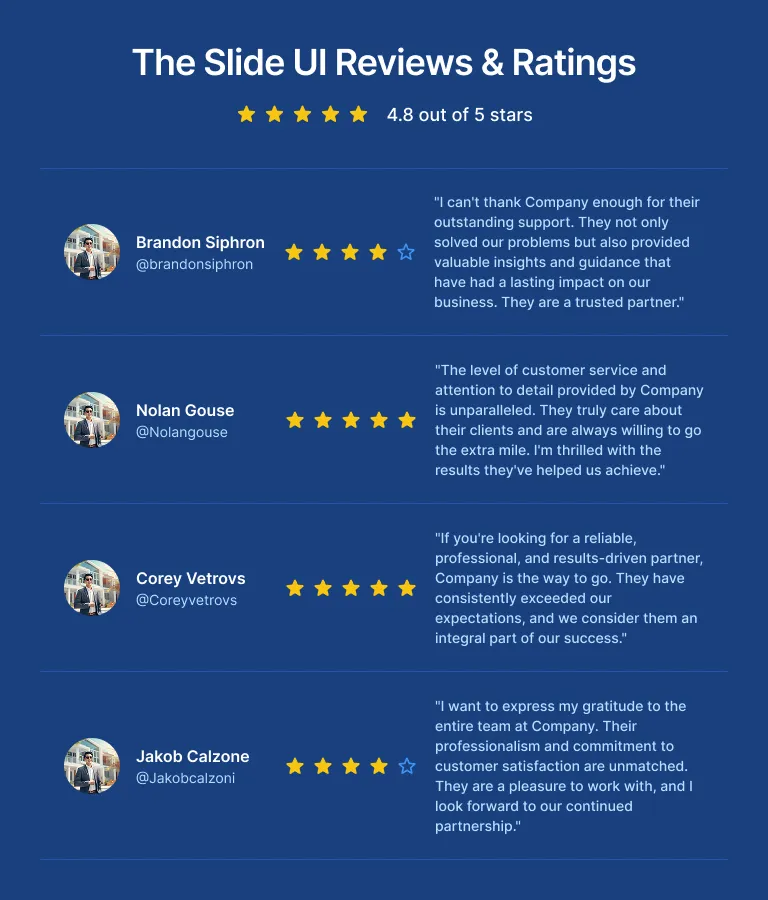 The Slide UI Reviews & Ratings
4.8 out of 5 stars
Brandon Siphron
@brandonsiphron
"I can't thank Company enough for their
outstanding support. They not only
solved our problems but also provided
valuable insights and guidance that
have had a lasting impact on our
business. They are a trusted partner."
Nolan Gouse
@Nolangouse
"The level of customer service and
attention to detail provided by Company
is unparalleled. They truly care about
their clients and are always willing to go
the extra mile. I'm thrilled with the
results they've helped us achieve."
Corey Vetrovs
@Coreyvetrovs
"If you're looking for a reliable,
professional, and results-driven partner,
Company is the way to go. They have
consistently exceeded our
expectations, and we consider them an
integral part of our success."
Jakob Calzone
@Jakobcalzoni
"I want to express my gratitude to the
entire team at Company. Their
professionalism and commitment to
customer satisfaction are unmatched.
They are a pleasure to work with, and I
look forward to our continued
partnership."